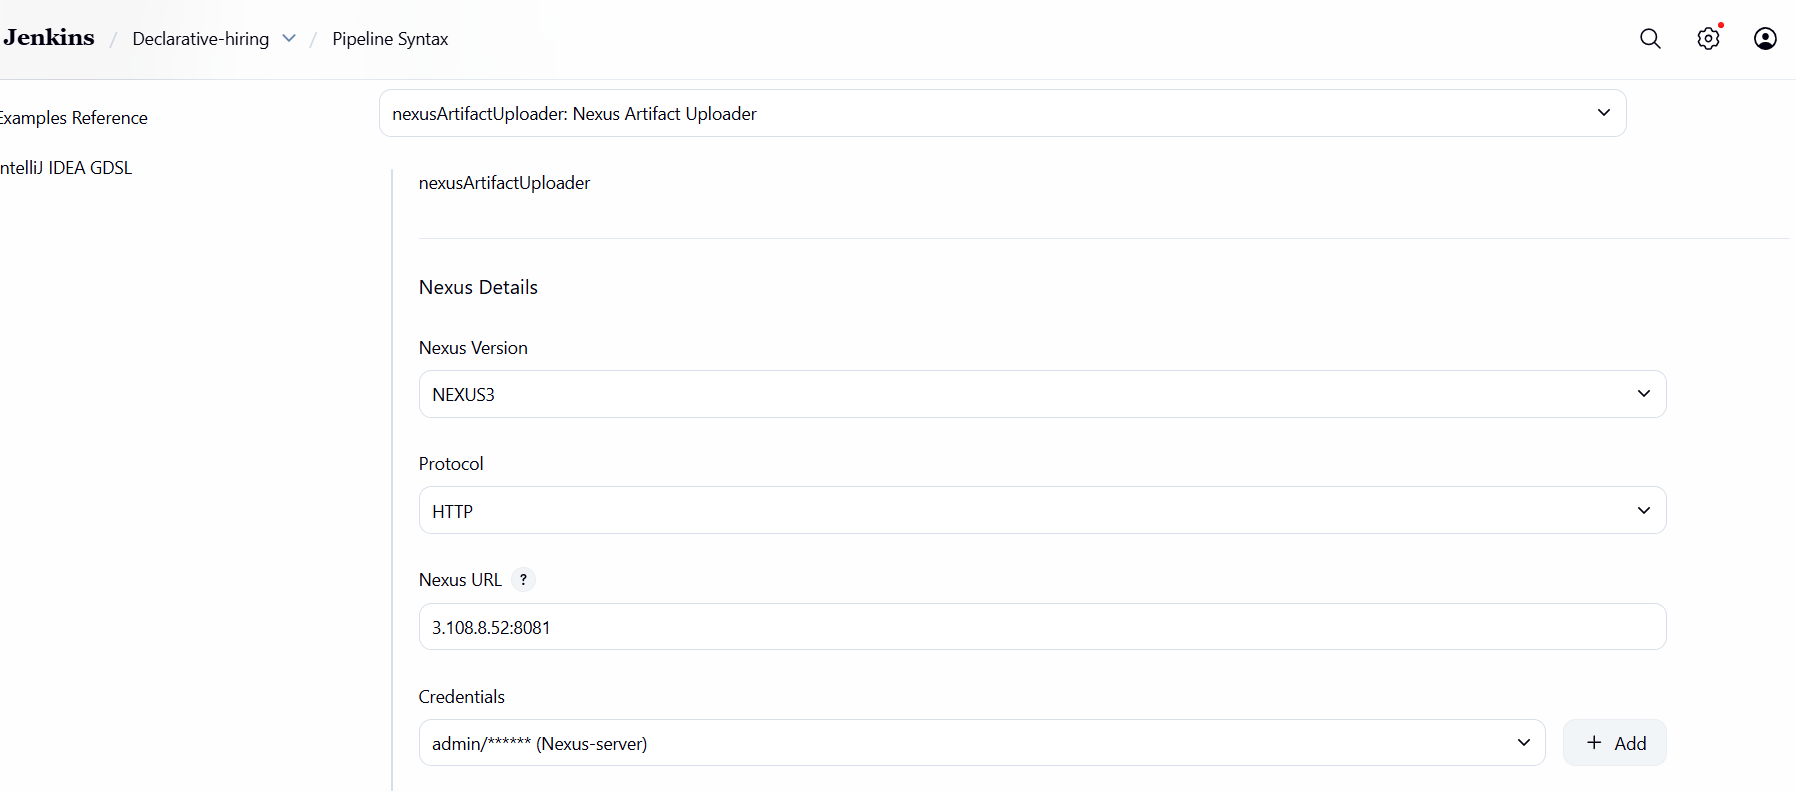 Jenkins / Declarative-hiring / Pipeline Syntax
Examples Reference
ntelliJ IDEA GDSL
nexusArtifactUploader: Nexus Artifact Uploader
nexusArtifactUploader
Nexus Details
Nexus Version
NEXUS3
Protocol
HTTP
Nexus URL ?
3.108.8.52:8081
Credentials
admin/****** (Nexus-server)
+ Add